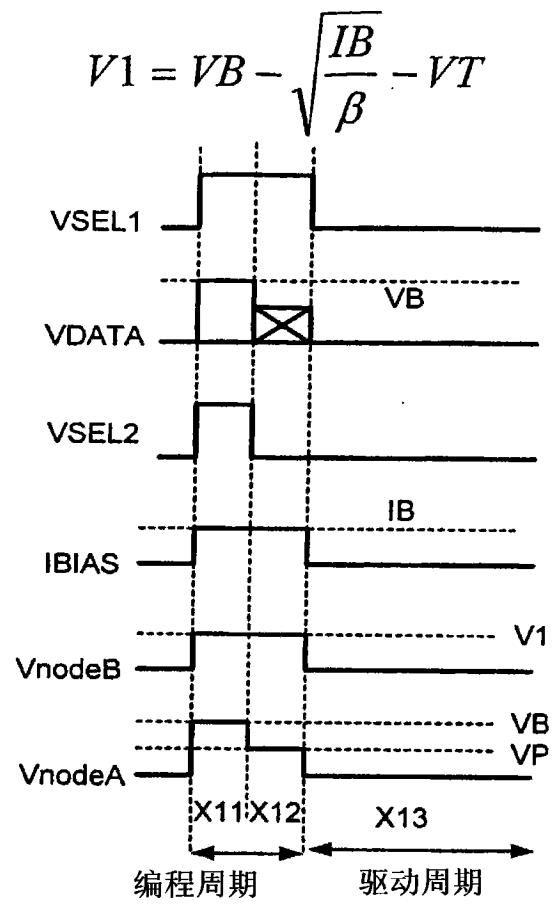 V1 = VB - √(IB/β) - VT
VSEL1
VB
VDATA
VSEL2
IB
IBIAS
V1
VnodeB
VB
VP
VnodeA
X11 X12 X13
编程周期 驱动周期